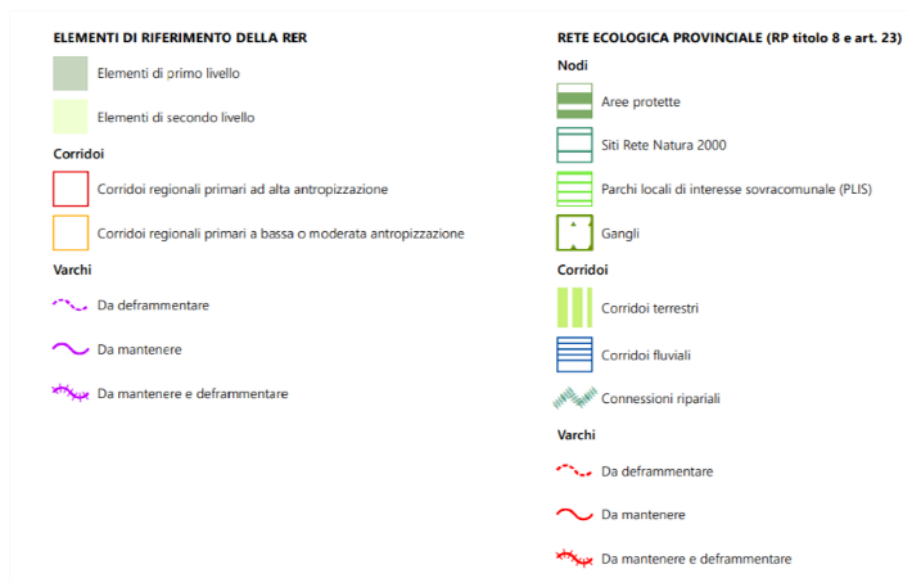 ELEMENTI DI RIFERIMENTO DELLA RER
Elementi di primo livello
Elementi di secondo livello
Corridoi
Corridoi regionali primari ad alta antropizzazione
Corridoi regionali primari a bassa o moderata antropizzazione
Varchi
Da deframmentare
Da mantenere
Da mantenere e deframmentare
RETE ECOLOGICA PROVINCIALE (RP titolo 8 e art. 23)
Nodi
Aree protette
Siti Rete Natura 2000
Parchi locali di interesse sovracomunale (PLIS)
Gangli
Corridoi
Corridoi terrestri
Corridoi fluviali
Connessioni ripariali
Varchi
Da deframmentare
Da mantenere
Da mantenere e deframmentare